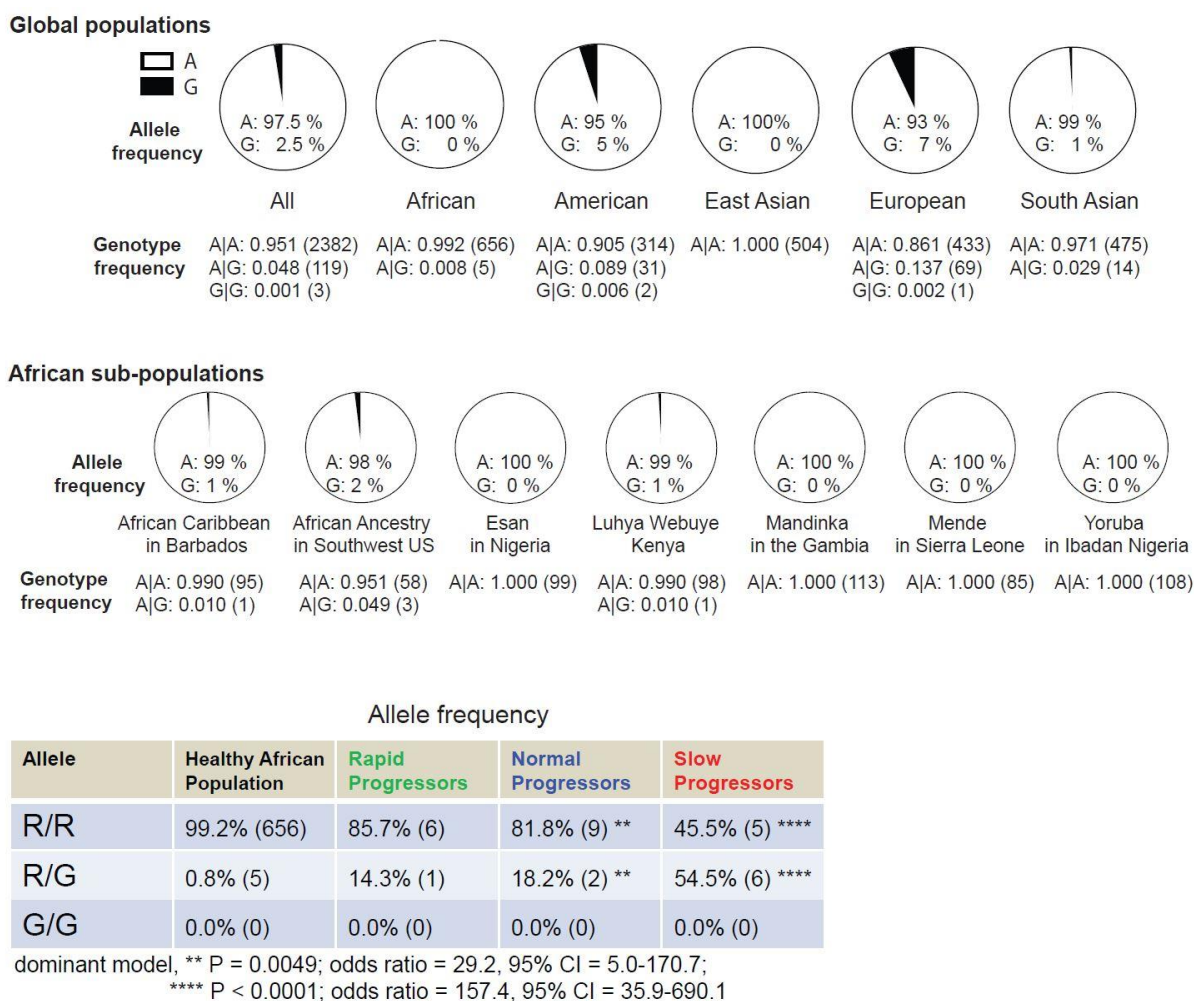 Global populations
A
G
Allele frequency
A: 97.5 %
G: 2.5 %
A: 100 %
G: 0 %
A: 95 %
G: 5 %
A: 100%
G: 0 %
A: 93 %
G: 7 %
A: 99 %
G: 1 %
All African American East Asian European South Asian
Genotype frequency
A|A: 0.951 (2382)
A|G: 0.048 (119)
G|G: 0.001 (3)
A|A: 0.992 (656)
A|G: 0.008 (5)
A|A: 0.905 (314)
A|G: 0.089 (31)
G|G: 0.006 (2)
A|A: 1.000 (504)
A|A: 0.861 (433)
A|G: 0.137 (69)
G|G: 0.002 (1)
A|A: 0.971 (475)
A|G: 0.029 (14)
African sub-populations
Allele frequency
A: 99 %
G: 1 %
A: 98 %
G: 2 %
A: 100 %
G: 0 %
A: 99 %
G: 1 %
A: 100 %
G: 0 %
A: 100 %
G: 0 %
A: 100 %
G: 0 %
African Caribbean
in Barbados
African Ancestry
in Southwest US
Esan
in Nigeria
Luhya Webuye
Kenya
Mandinka
in the Gambia
Mende
in Sierra Leone
Yoruba
in Ibadan Nigeria
Genotype frequency
A|A: 0.990 (95)
A|G: 0.010 (1)
A|A: 0.951 (58)
A|G: 0.049 (3)
A|A: 1.000 (99)
A|A: 0.990 (98)
A|G: 0.010 (1)
A|A: 1.000 (113)
A|A: 1.000 (85)
A|A: 1.000 (108)
Allele frequency
Allele
Healthy African
Population
Rapid
Progressors
Normal
Progressors
Slow
Progressors
R/R 99.2% (656) 85.7% (6) 81.8% (9) ** 45.5% (5) ****
R/G 0.8% (5) 14.3% (1) 18.2% (2) ** 54.5% (6) ****
G/G 0.0% (0) 0.0% (0) 0.0% (0) 0.0% (0)
dominant model, ** P = 0.0049; odds ratio = 29.2, 95% CI = 5.0-170.7;
**** P < 0.0001; odds ratio = 157.4, 95% CI = 35.9-690.1